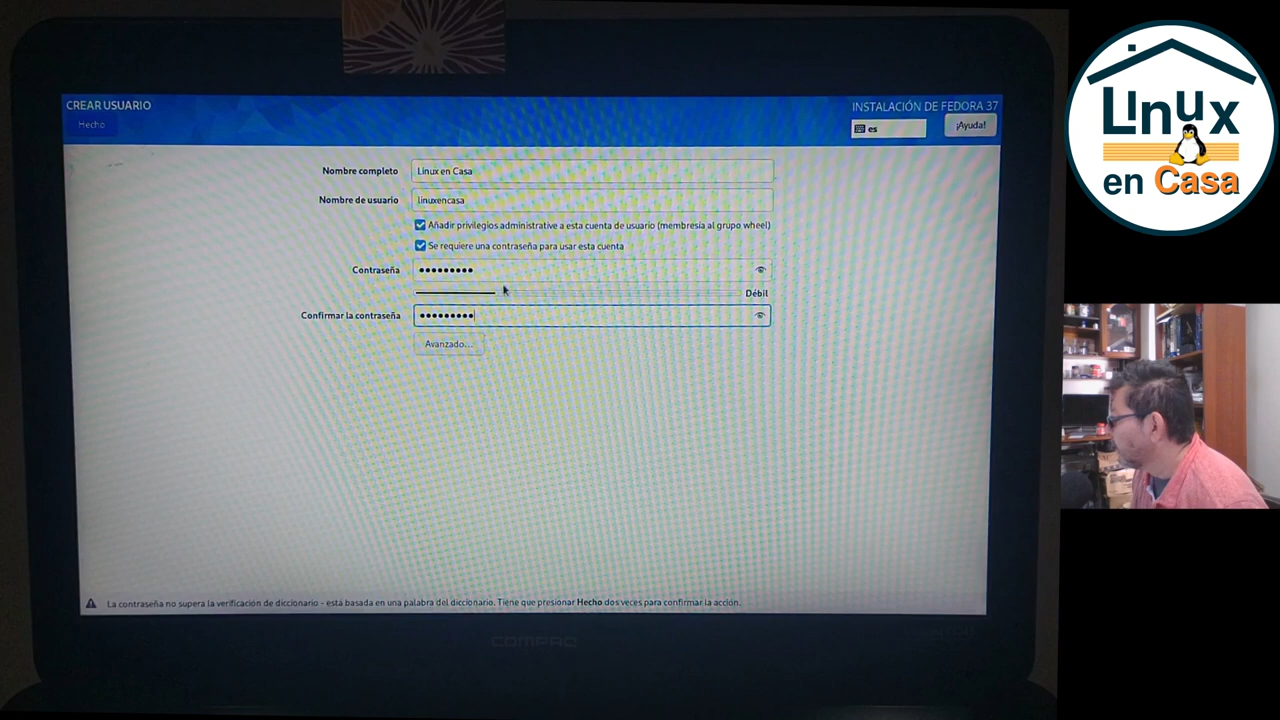 CREAR USUARIO
INSTALACIÓN DE FEDORA 37
Hecho
es
¡Ayuda!
Nombre completo
Linux en Casa
Nombre de usuario
linuxencasa
Añadir privilegios administrative a esta cuenta de usuario (membresía al grupo wheel)
Se requiere una contraseña para usar esta cuenta
Contraseña
●●●●●●●●●
Débil
Confirmar la contraseña
●●●●●●●●●
Avanzado...
La contraseña no supera la verificación de diccionario - está basada en una palabra del diccionario. Tiene que presionar Hecho dos veces para confirmar la acción.
COMPAQ
Linux
en Casa